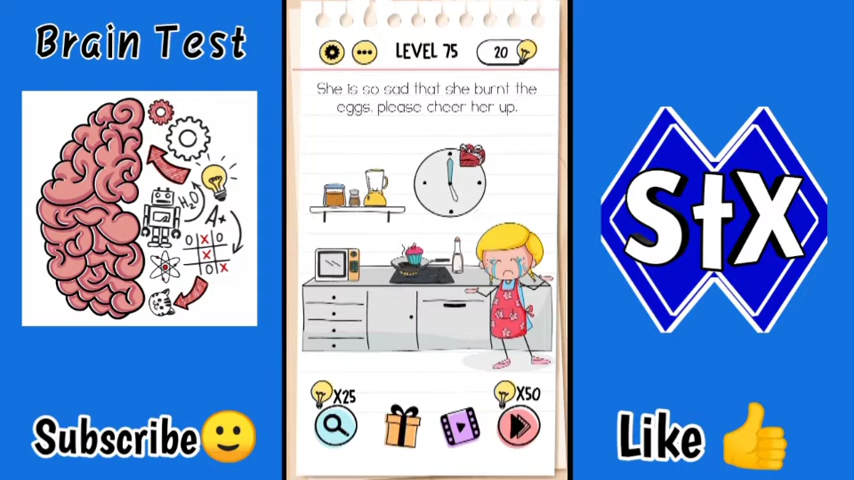 Brain Test
LEVEL 75
20
She is so sad that she burnt the
eggs, please cheer her up.
H₂O
A+
O X O
X
O X
StX
X25
X50
Subscribe
Like